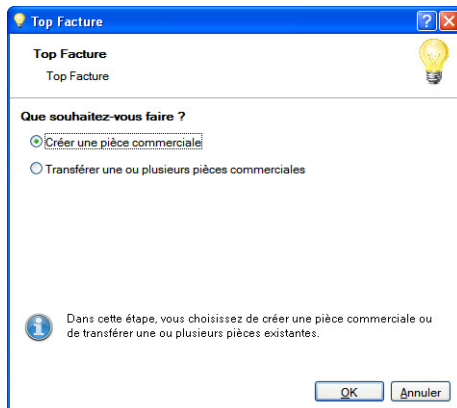 Top Facture
Top Facture
Top Facture
Que souhaitez-vous faire ?
Créer une pièce commerciale
Transférer une ou plusieurs pièces commerciales
Dans cette étape, vous choisissez de créer une pièce commerciale ou
de transférer une ou plusieurs pièces existantes.
OK Annuler